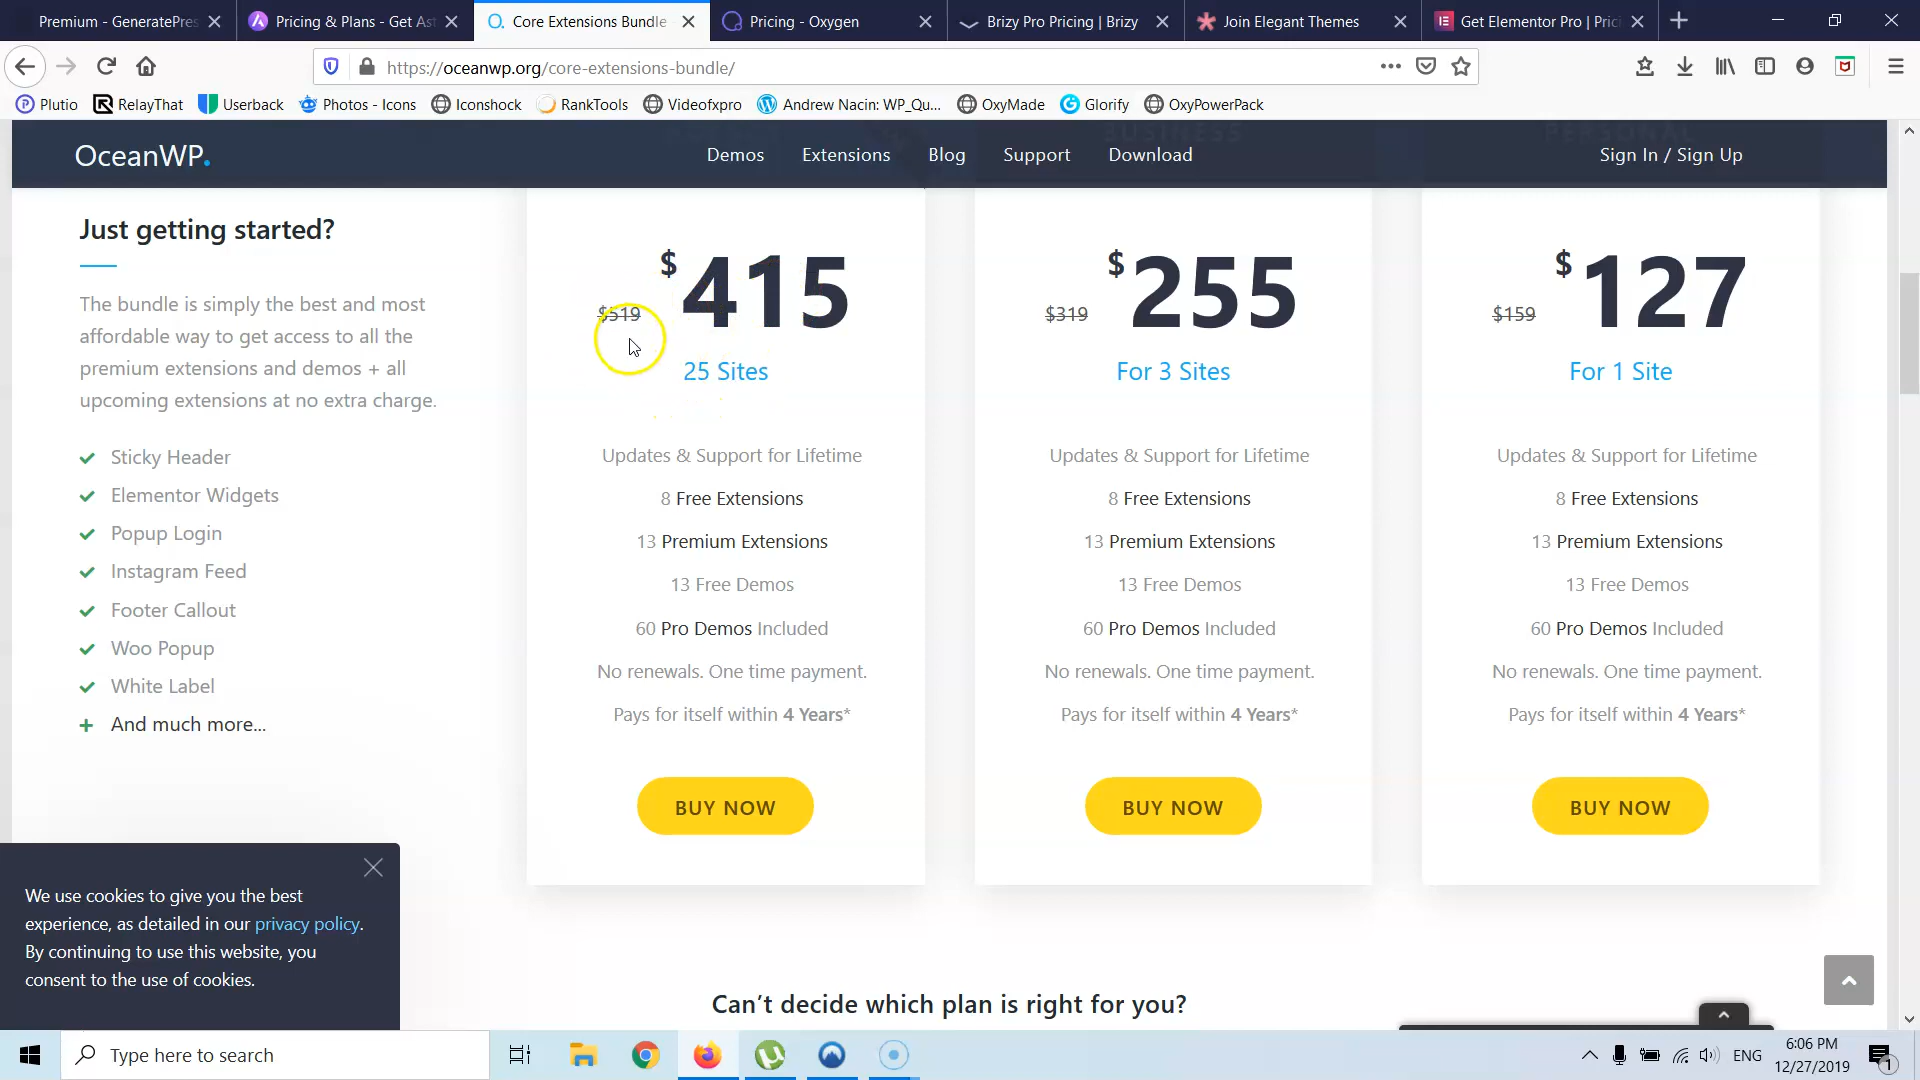 Premium - GeneratePres
Pricing & Plans - Get Ast
Core Extensions Bundle
Pricing - Oxygen
Brizy Pro Pricing | Brizy
Join Elegant Themes
Get Elementor Pro | Prici
https://oceanwp.org/core-extensions-bundle/
Plutio
RelayThat
Userback
Photos - Icons
Iconshock
RankTools
Videofxpro
Andrew Nacin: WP_Qu...
OxyMade
Glorify
OxyPowerPack
BUSINESS
PERSONAL
OceanWP.
Demos
Extensions
Blog
Support
Download
Sign In / Sign Up
Just getting started?
The bundle is simply the best and most
affordable way to get access to all the
premium extensions and demos + all
upcoming extensions at no extra charge.
Sticky Header
Elementor Widgets
Popup Login
Instagram Feed
Footer Callout
Woo Popup
White Label
And much more...
$519 $415
25 Sites
Updates & Support for Lifetime
8 Free Extensions
13 Premium Extensions
13 Free Demos
60 Pro Demos Included
No renewals. One time payment.
Pays for itself within 4 Years*
BUY NOW
$319 $255
For 3 Sites
Updates & Support for Lifetime
8 Free Extensions
13 Premium Extensions
13 Free Demos
60 Pro Demos Included
No renewals. One time payment.
Pays for itself within 4 Years*
BUY NOW
$159 $127
For 1 Site
Updates & Support for Lifetime
8 Free Extensions
13 Premium Extensions
13 Free Demos
60 Pro Demos Included
No renewals. One time payment.
Pays for itself within 4 Years*
BUY NOW
We use cookies to give you the best
experience, as detailed in our privacy policy.
By continuing to use this website, you
consent to the use of cookies.
Can’t decide which plan is right for you?
Type here to search
ENG
6:06 PM
12/27/2019
1